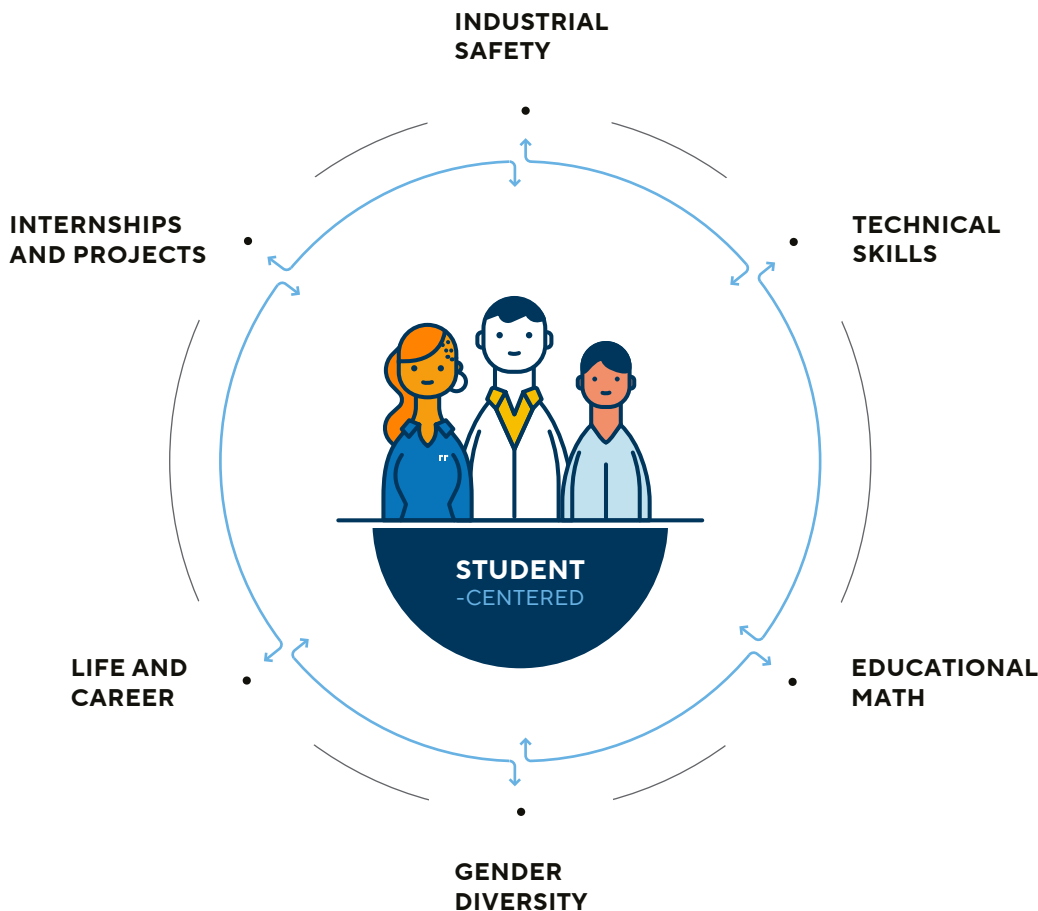 INDUSTRIAL
SAFETY
INTERNSHIPS
AND PROJECTS
TECHNICAL
SKILLS
STUDENT
-CENTERED
LIFE AND
CAREER
EDUCATIONAL
MATH
GENDER
DIVERSITY